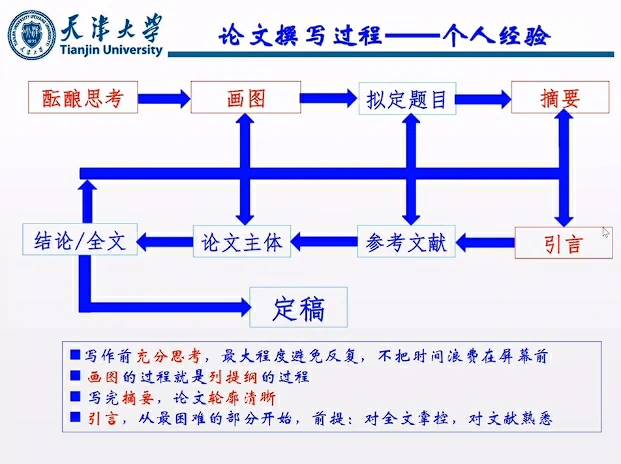 天津大学
Tianjin University
论文撰写过程——个人经验
酝酿思考
画图
拟定题目
摘要
结论/全文
论文主体
参考文献
引言
定稿
写作前充分思考，最大程度避免反复，不把时间浪费在屏幕前
画图的过程就是列提纲的过程
写完摘要，论文轮廓清晰
引言，从最困难的部分开始，前提：对全文掌控，对文献熟悉